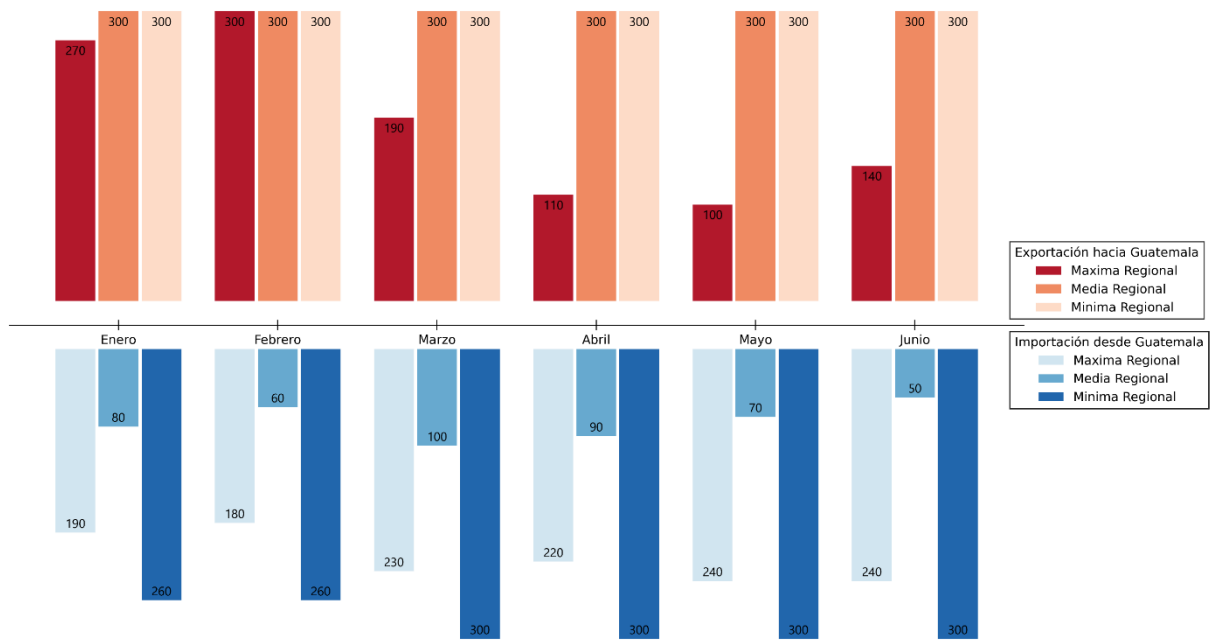 300 300 300 300 300 300 300 300 300 300 300
270
190
140
110
100
Exportación hacia Guatemala
Maxima Regional
Media Regional
Minima Regional
Enero Febrero Marzo Abril Mayo Junio
Importación desde Guatemala
Maxima Regional
Media Regional
Minima Regional
50
60
70
80
90
100
180
190
220
230
240 240
260 260
300 300 300 300